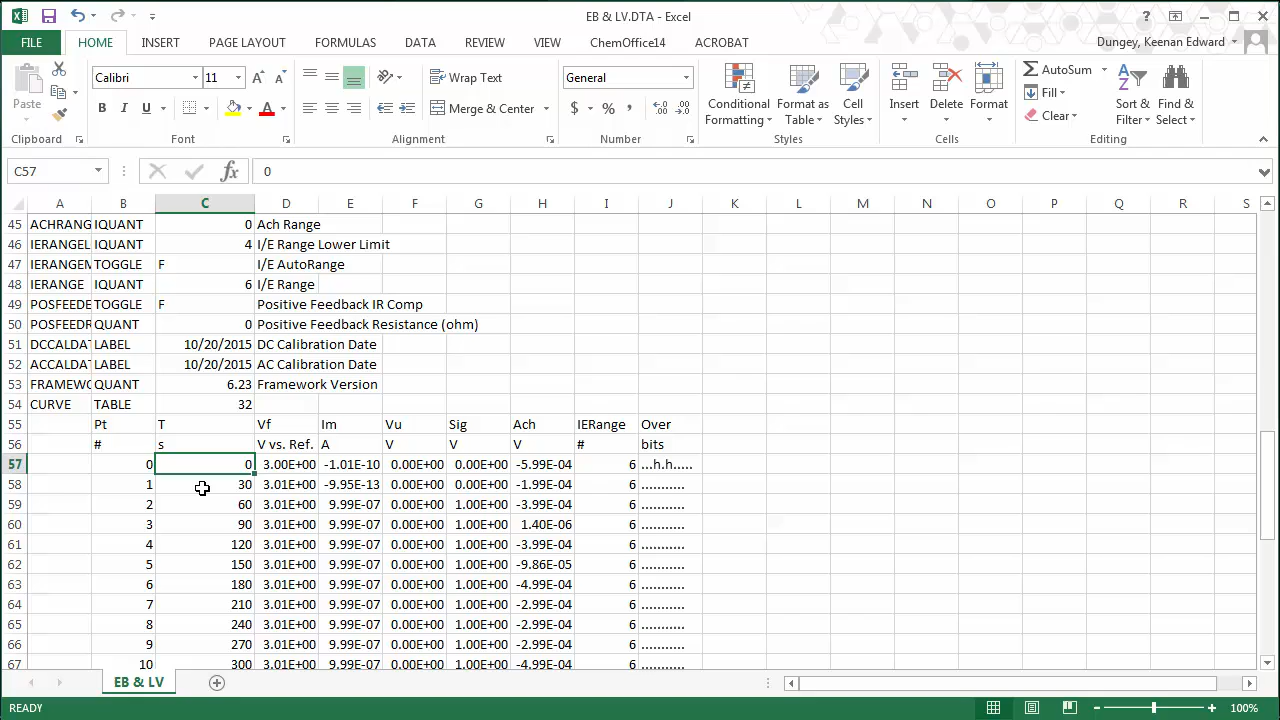 EB & LV.DTA - Excel
FILE HOME INSERT PAGE LAYOUT FORMULAS DATA REVIEW VIEW ChemOffice14 ACROBAT Dungey, Keenan Edward
Paste Calibri 11 Wrap Text General Conditional Formatting Format as Table Cell Styles Insert Delete Format AutoSum Sort & Filter Find & Select
B I U A Merge & Center $ % , Fill
Clear
Clipboard Font Alignment Number Styles Cells Editing
C57 fx 0
A B C D E F G H I J K L M N O P Q R S
45 ACHRANG IQUANT 0 Ach Range
46 IERANGEL IQUANT 4 I/E Range Lower Limit
47 IERANGEM TOGGLE F I/E AutoRange
48 IERANGE IQUANT 6 I/E Range
49 POSFEEDE TOGGLE F Positive Feedback IR Comp
50 POSFEEDR QUANT 0 Positive Feedback Resistance (ohm)
51 DCCALDAT LABEL 10/20/2015 DC Calibration Date
52 ACCALDAT LABEL 10/20/2015 AC Calibration Date
53 FRAMEWO QUANT 6.23 Framework Version
54 CURVE TABLE 32
55 Pt T Vf Im Vu Sig Ach IERange Over
56 # s V vs. Ref. A V V V # bits
57 0 0 3.00E+00 -1.01E-10 0.00E+00 0.00E+00 -5.99E-04 6 ...h.h.....
58 1 30 3.01E+00 -9.95E-13 0.00E+00 0.00E+00 -1.99E-04 6 ...........
59 2 60 3.01E+00 9.99E-07 0.00E+00 1.00E+00 -3.99E-04 6 ...........
60 3 90 3.01E+00 9.99E-07 0.00E+00 1.00E+00 1.40E-06 6 ...........
61 4 120 3.01E+00 9.99E-07 0.00E+00 1.00E+00 -3.99E-04 6 ...........
62 5 150 3.01E+00 9.99E-07 0.00E+00 1.00E+00 -9.86E-05 6 ...........
63 6 180 3.01E+00 9.99E-07 0.00E+00 1.00E+00 -4.99E-04 6 ...........
64 7 210 3.01E+00 9.99E-07 0.00E+00 1.00E+00 -2.99E-04 6 ...........
65 8 240 3.01E+00 9.99E-07 0.00E+00 1.00E+00 -2.99E-04 6 ...........
66 9 270 3.01E+00 9.99E-07 0.00E+00 1.00E+00 -2.99E-04 6 ...........
67 10 300 3.01E+00 9.99E-07 0.00E+00 1.00E+00 -4.99E-04 6 ...........
EB & LV
READY 100%